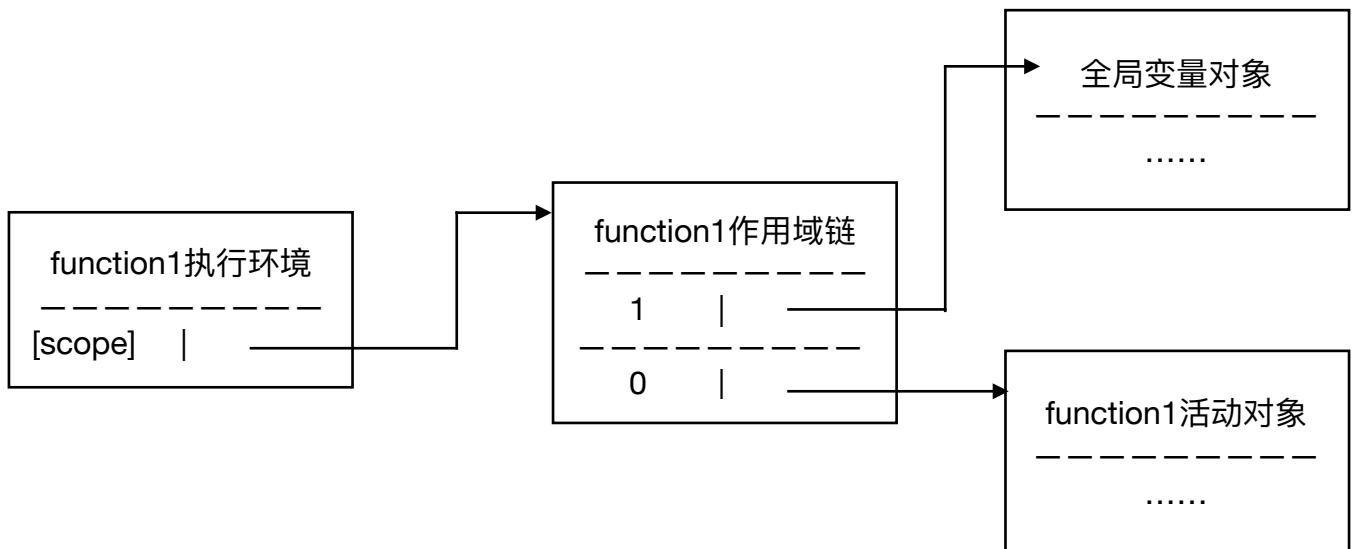 全局变量对象
……
function1作用域链
function1执行环境
1 |
[scope] |
0 |
function1活动对象
……